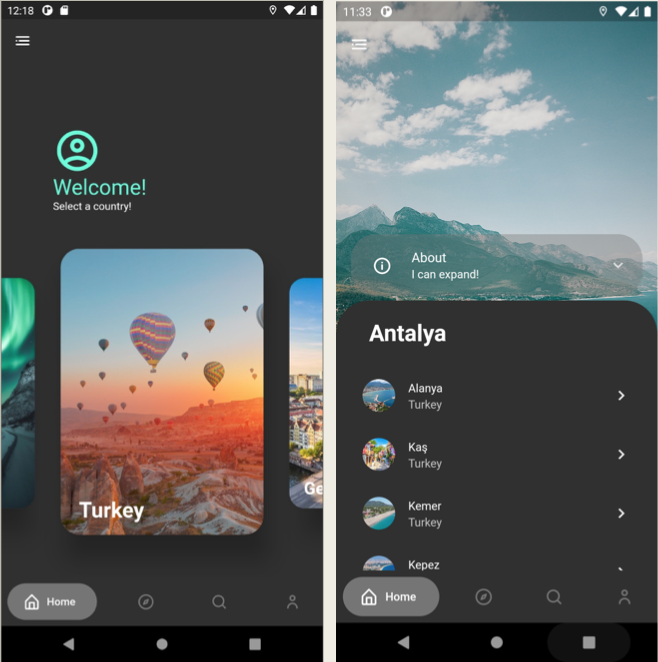 12:18
Welcome!
Select a country!
Turkey
Ge
Home
11:33
About
I can expand!
Antalya
Alanya
Turkey
Kaş
Turkey
Kemer
Turkey
Kepez
Home